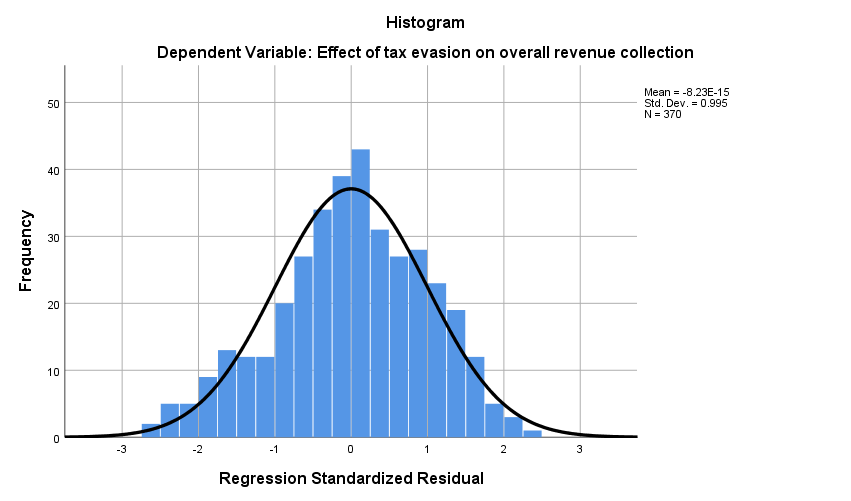 Histogram
Dependent Variable: Effect of tax evasion on overall revenue collection
Mean = -8.23E-15
Std. Dev. = 0.995
N = 370
Frequency
50
40
30
20
10
0
-3 -2 -1 0 1 2 3
Regression Standardized Residual